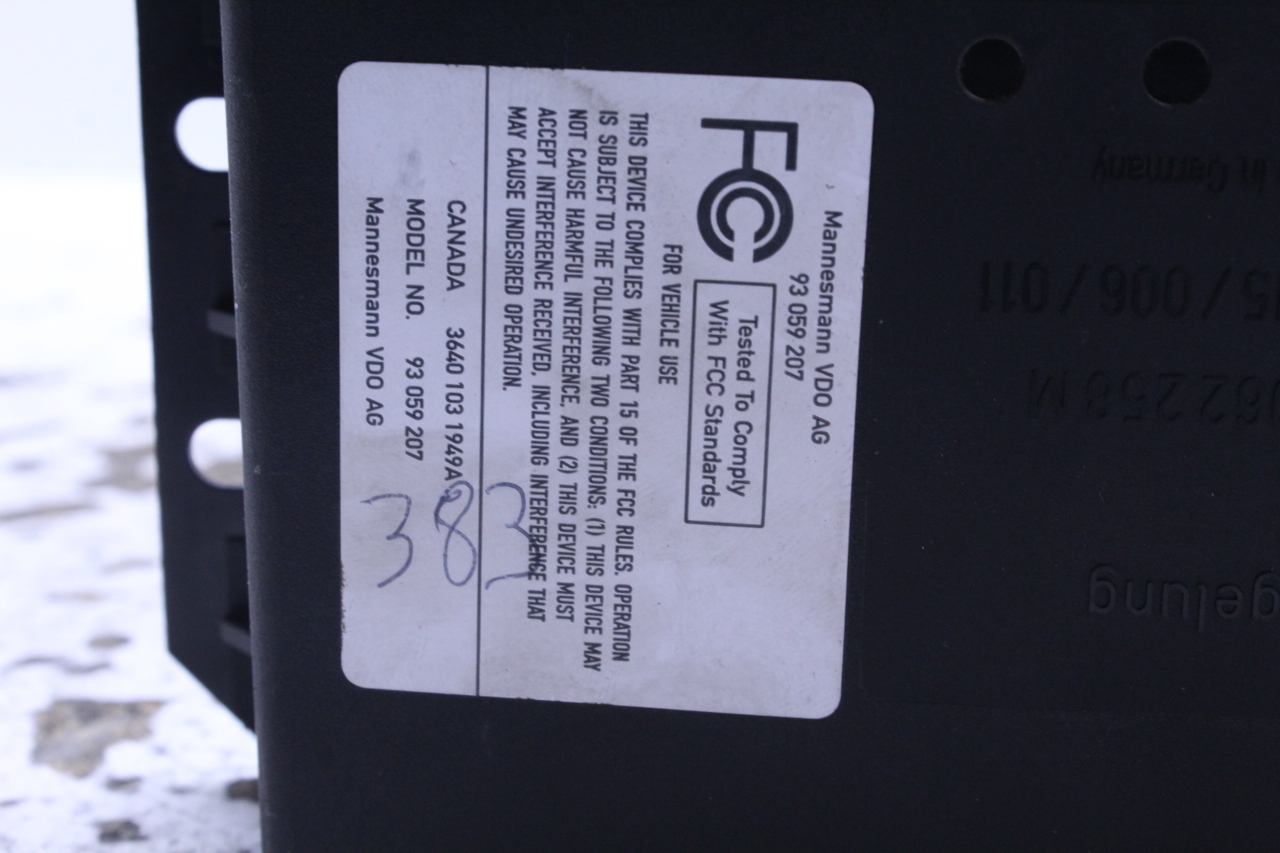 Mannesmann VDO AG
93 059 207
FC
Tested To Comply
With FCC Standards
FOR VEHICLE USE
THIS DEVICE COMPLIES WITH PART 15 OF THE FCC RULES. OPERATION
IS SUBJECT TO THE FOLLOWING TWO CONDITIONS: (1) THIS DEVICE MAY
NOT CAUSE HARMFUL INTERFERENCE, AND (2) THIS DEVICE MUST
ACCEPT INTERFERENCE RECEIVED, INCLUDING INTERFERENCE THAT
MAY CAUSE UNDESIRED OPERATION.
CANADA 3640 103 1949A
MODEL NO. 93 059 207
Mannesmann VDO AG
gelung
962 258 M
5 / 006 / 011
in Germany